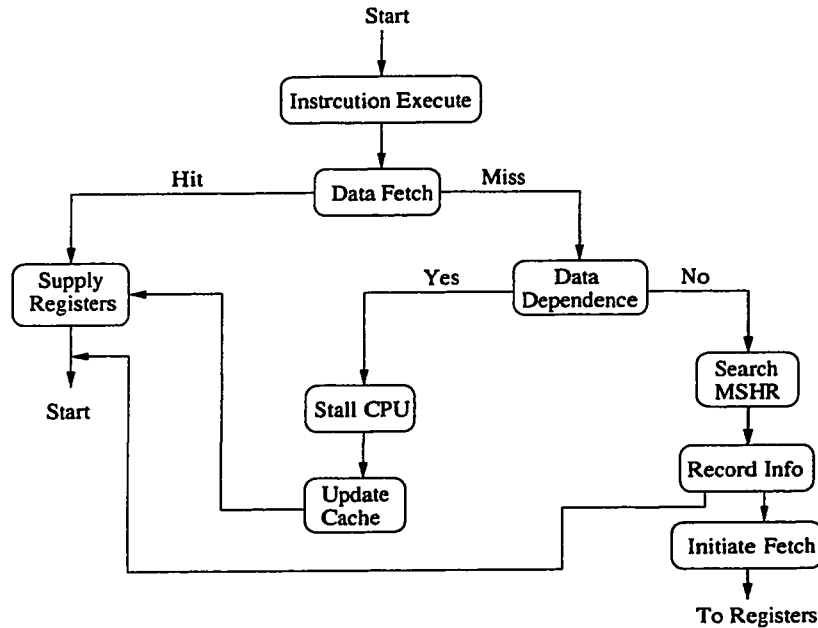 Start
Instrcution Execute
Hit
Data Fetch
Miss
Supply
Registers
Yes
Data
Dependence
No
Start
Stall CPU
Search
MSHR
Update
Cache
Record Info
Initiate Fetch
To Registers